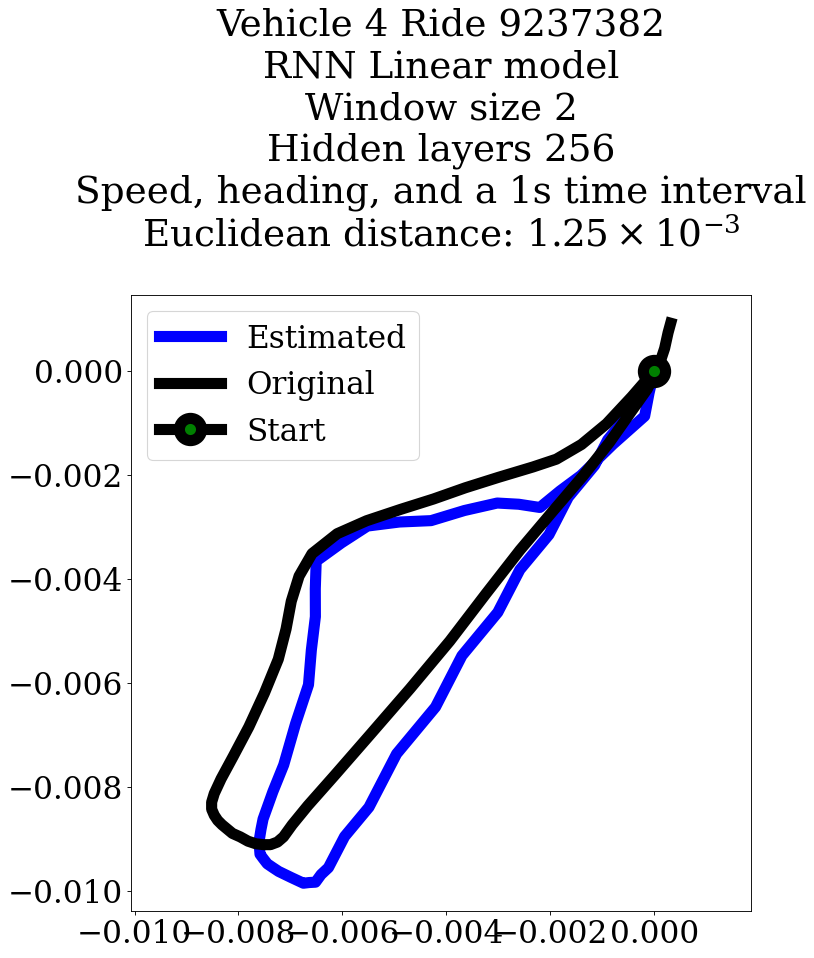 Vehicle 4 Ride 9237382
RNN Linear model
Window size 2
Hidden layers 256
Speed, heading, and a 1s time interval
Euclidean distance: 1.25 × 10⁻³
Estimated
Original
Start
0.000
−0.002
−0.004
−0.006
−0.008
−0.010
−0.010 −0.008 −0.006 −0.004 −0.002 0.000